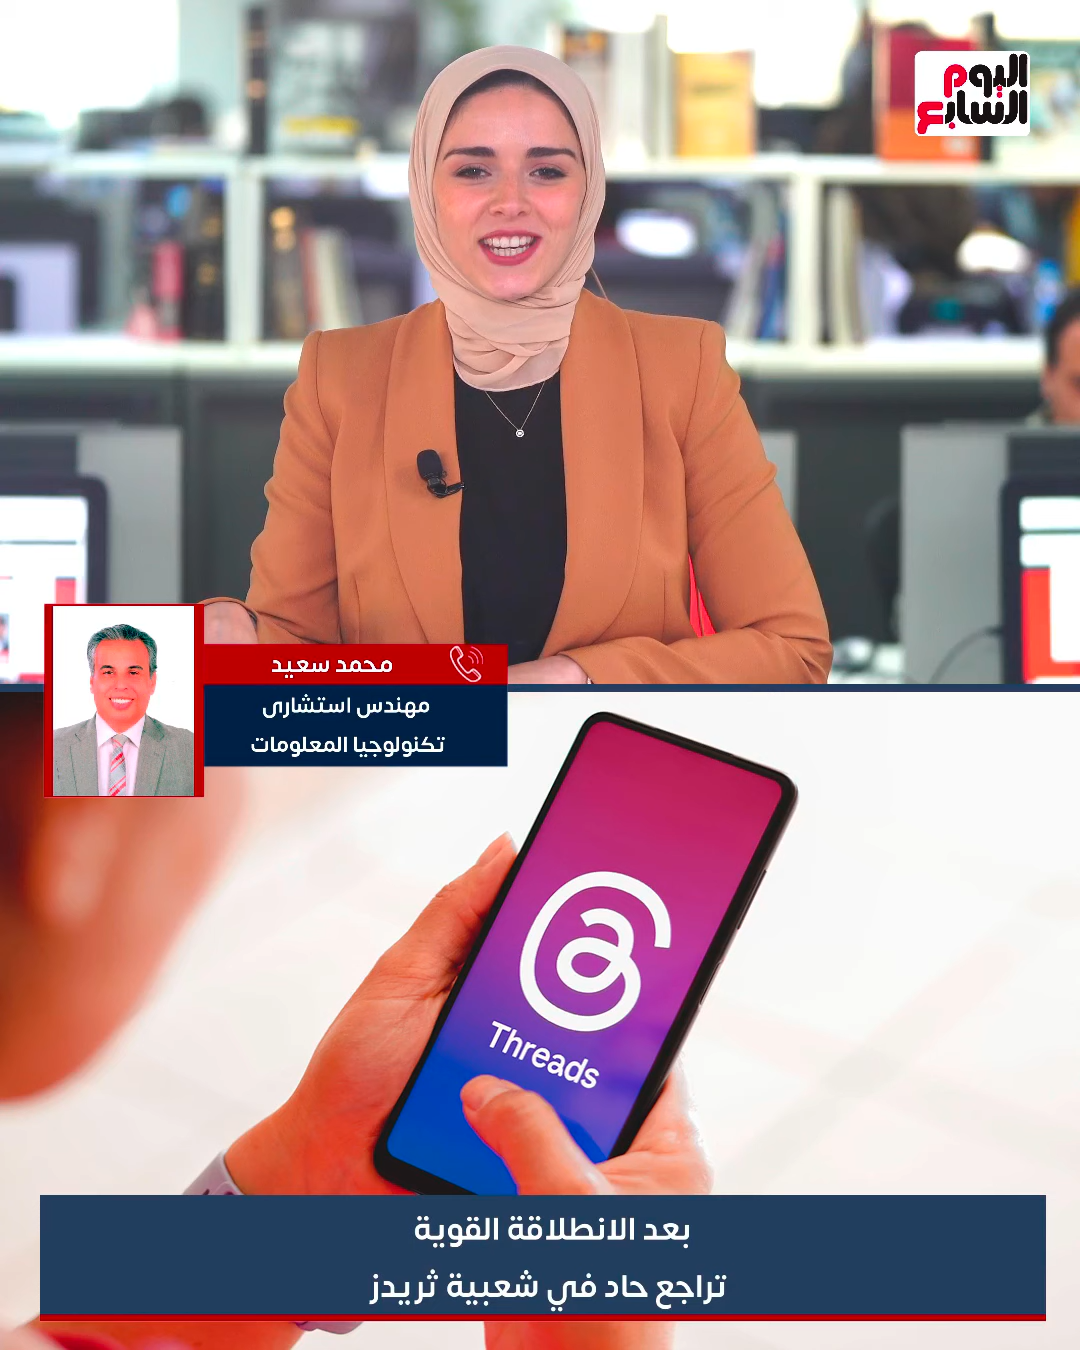 اليوم
السابع
محمد سعيد
مهندس استشارى
تكنولوجيا المعلومات
Threads
بعد الانطلاقة القوية
تراجع حاد في شعبية ثريدز